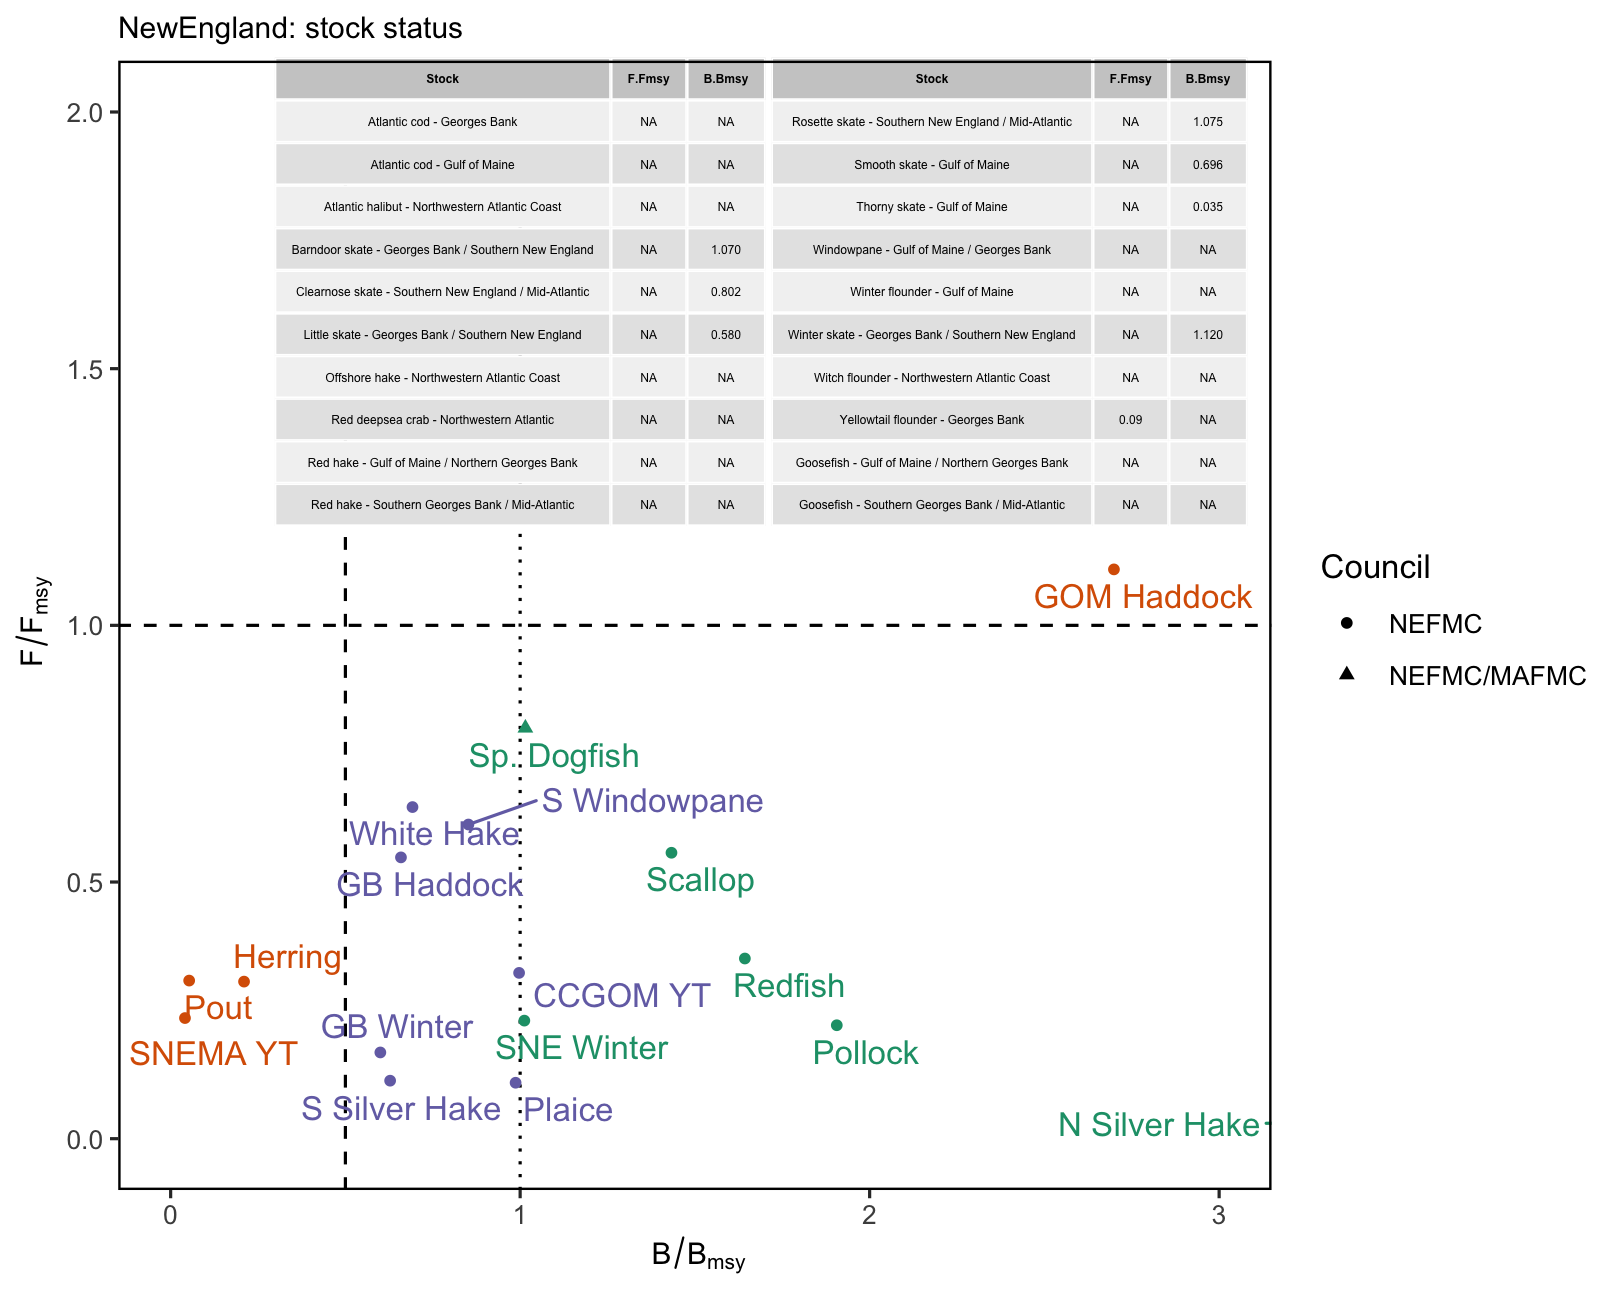 NewEngland: stock status
Stock F.Fmsy B.Bmsy Stock F.Fmsy B.Bmsy
Atlantic cod - Georges Bank NA NA Rosette skate - Southern New England / Mid-Atlantic NA 1.075
Atlantic cod - Gulf of Maine NA NA Smooth skate - Gulf of Maine NA 0.696
Atlantic halibut - Northwestern Atlantic Coast NA NA Thorny skate - Gulf of Maine NA 0.035
Barndoor skate - Georges Bank / Southern New England NA 1.070 Windowpane - Gulf of Maine / Georges Bank NA NA
Clearnose skate - Southern New England / Mid-Atlantic NA 0.802 Winter flounder - Gulf of Maine NA NA
Little skate - Georges Bank / Southern New England NA 0.580 Winter skate - Georges Bank / Southern New England NA 1.120
Offshore hake - Northwestern Atlantic Coast NA NA Witch flounder - Northwestern Atlantic Coast NA NA
Red deepsea crab - Northwestern Atlantic NA NA Yellowtail flounder - Georges Bank 0.09 NA
Red hake - Gulf of Maine / Northern Georges Bank NA NA Goosefish - Gulf of Maine / Northern Georges Bank NA NA
Red hake - Southern Georges Bank / Mid-Atlantic NA NA Goosefish - Southern Georges Bank / Mid-Atlantic NA NA
2.0
1.5
1.0
0.5
0.0
F/Fmsy
GOM Haddock
Sp. Dogfish
S Windowpane
White Hake
Scallop
GB Haddock
Herring
Redfish
CCGOM YT
Pout
GB Winter
SNE Winter
SNEMA YT
Pollock
S Silver Hake
Plaice
N Silver Hake
0 1 2 3
B/Bmsy
Council
NEFMC
NEFMC/MAFMC